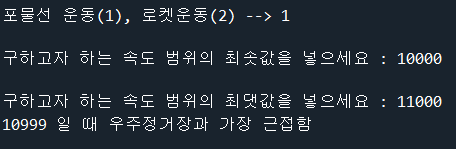 포물선 운동(1), 로켓운동(2) --> 1
구하고자 하는 속도 범위의 최솟값을 넣으세요 : 10000
구하고자 하는 속도 범위의 최댓값을 넣으세요 : 11000
10999 일 때 우주정거장과 가장 근접함